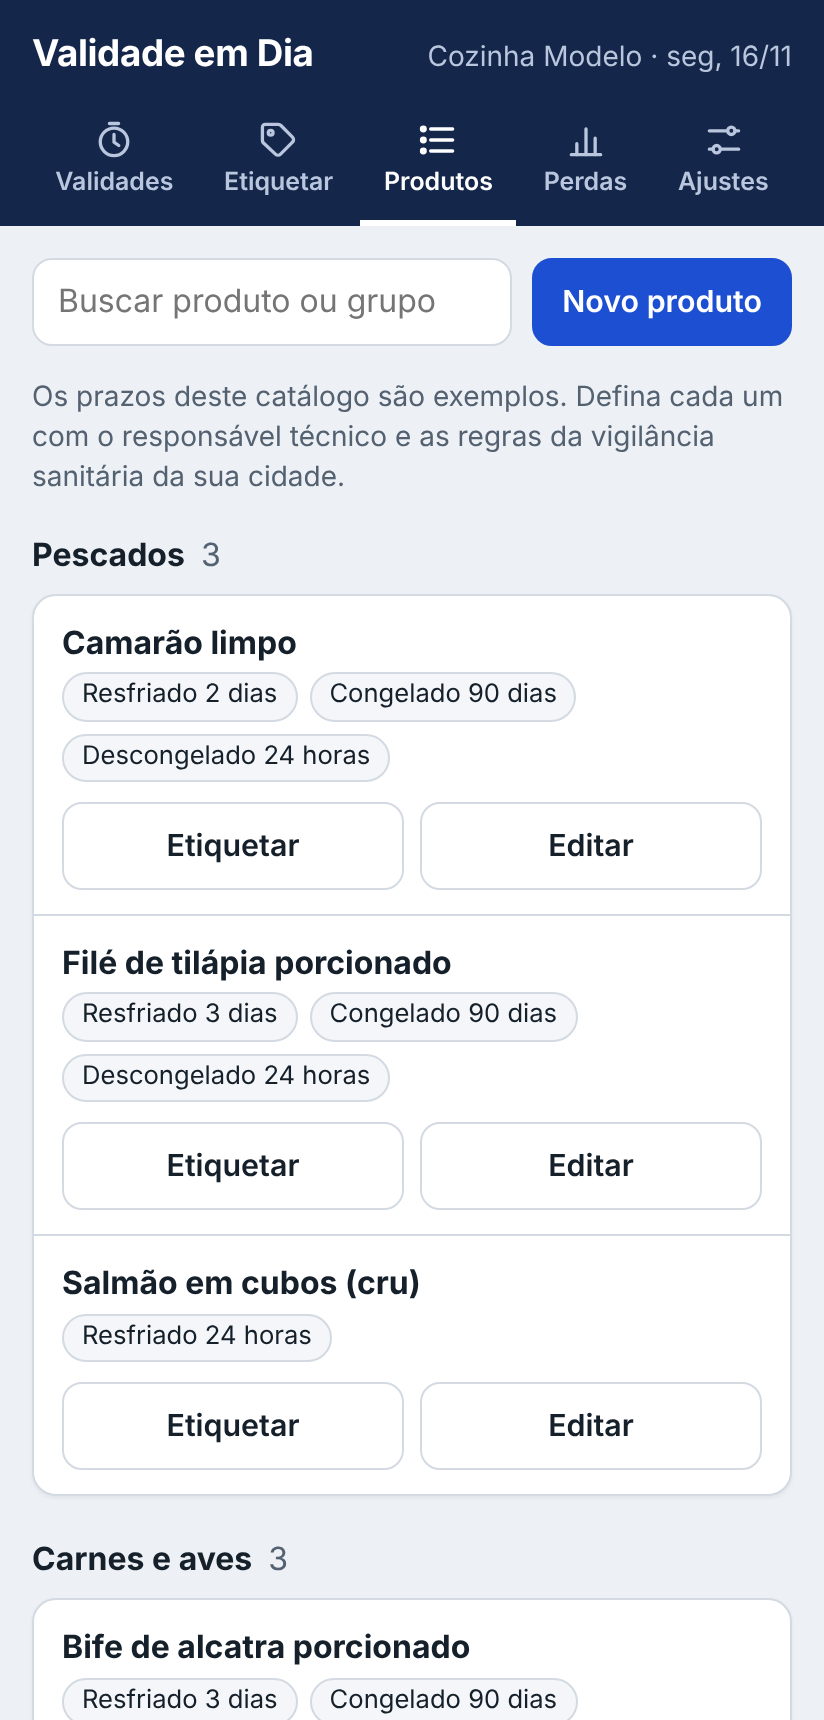 Validade em Dia
Cozinha Modelo · seg, 16/11
Validades
Etiquetar
Produtos
Perdas
Ajustes
Buscar produto ou grupo
Novo produto
Os prazos deste catálogo são exemplos. Defina cada um
com o responsável técnico e as regras da vigilância
sanitária da sua cidade.
Pescados 3
Camarão limpo
Resfriado 2 dias
Congelado 90 dias
Descongelado 24 horas
Etiquetar
Editar
Filé de tilápia porcionado
Resfriado 3 dias
Congelado 90 dias
Descongelado 24 horas
Etiquetar
Editar
Salmão em cubos (cru)
Resfriado 24 horas
Etiquetar
Editar
Carnes e aves 3
Bife de alcatra porcionado
Resfriado 3 dias
Congelado 90 dias